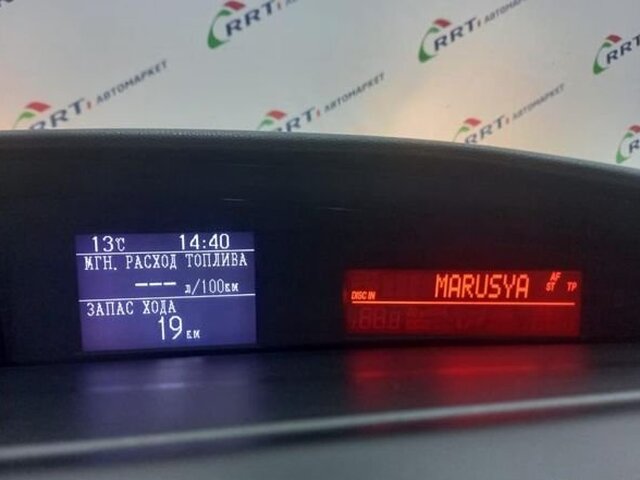 RRT АВТОМАРКЕТ
RRT АВТОМАРКЕТ
RRT АВТОМАРКЕТ
RRT
RRT
RRT
13°C 14:40
МГН. РАСХОД ТОПЛИВА
--- л/100км
ЗАПАС ХОДА
19 км
MARUSYA AF
DISC IN ST TP